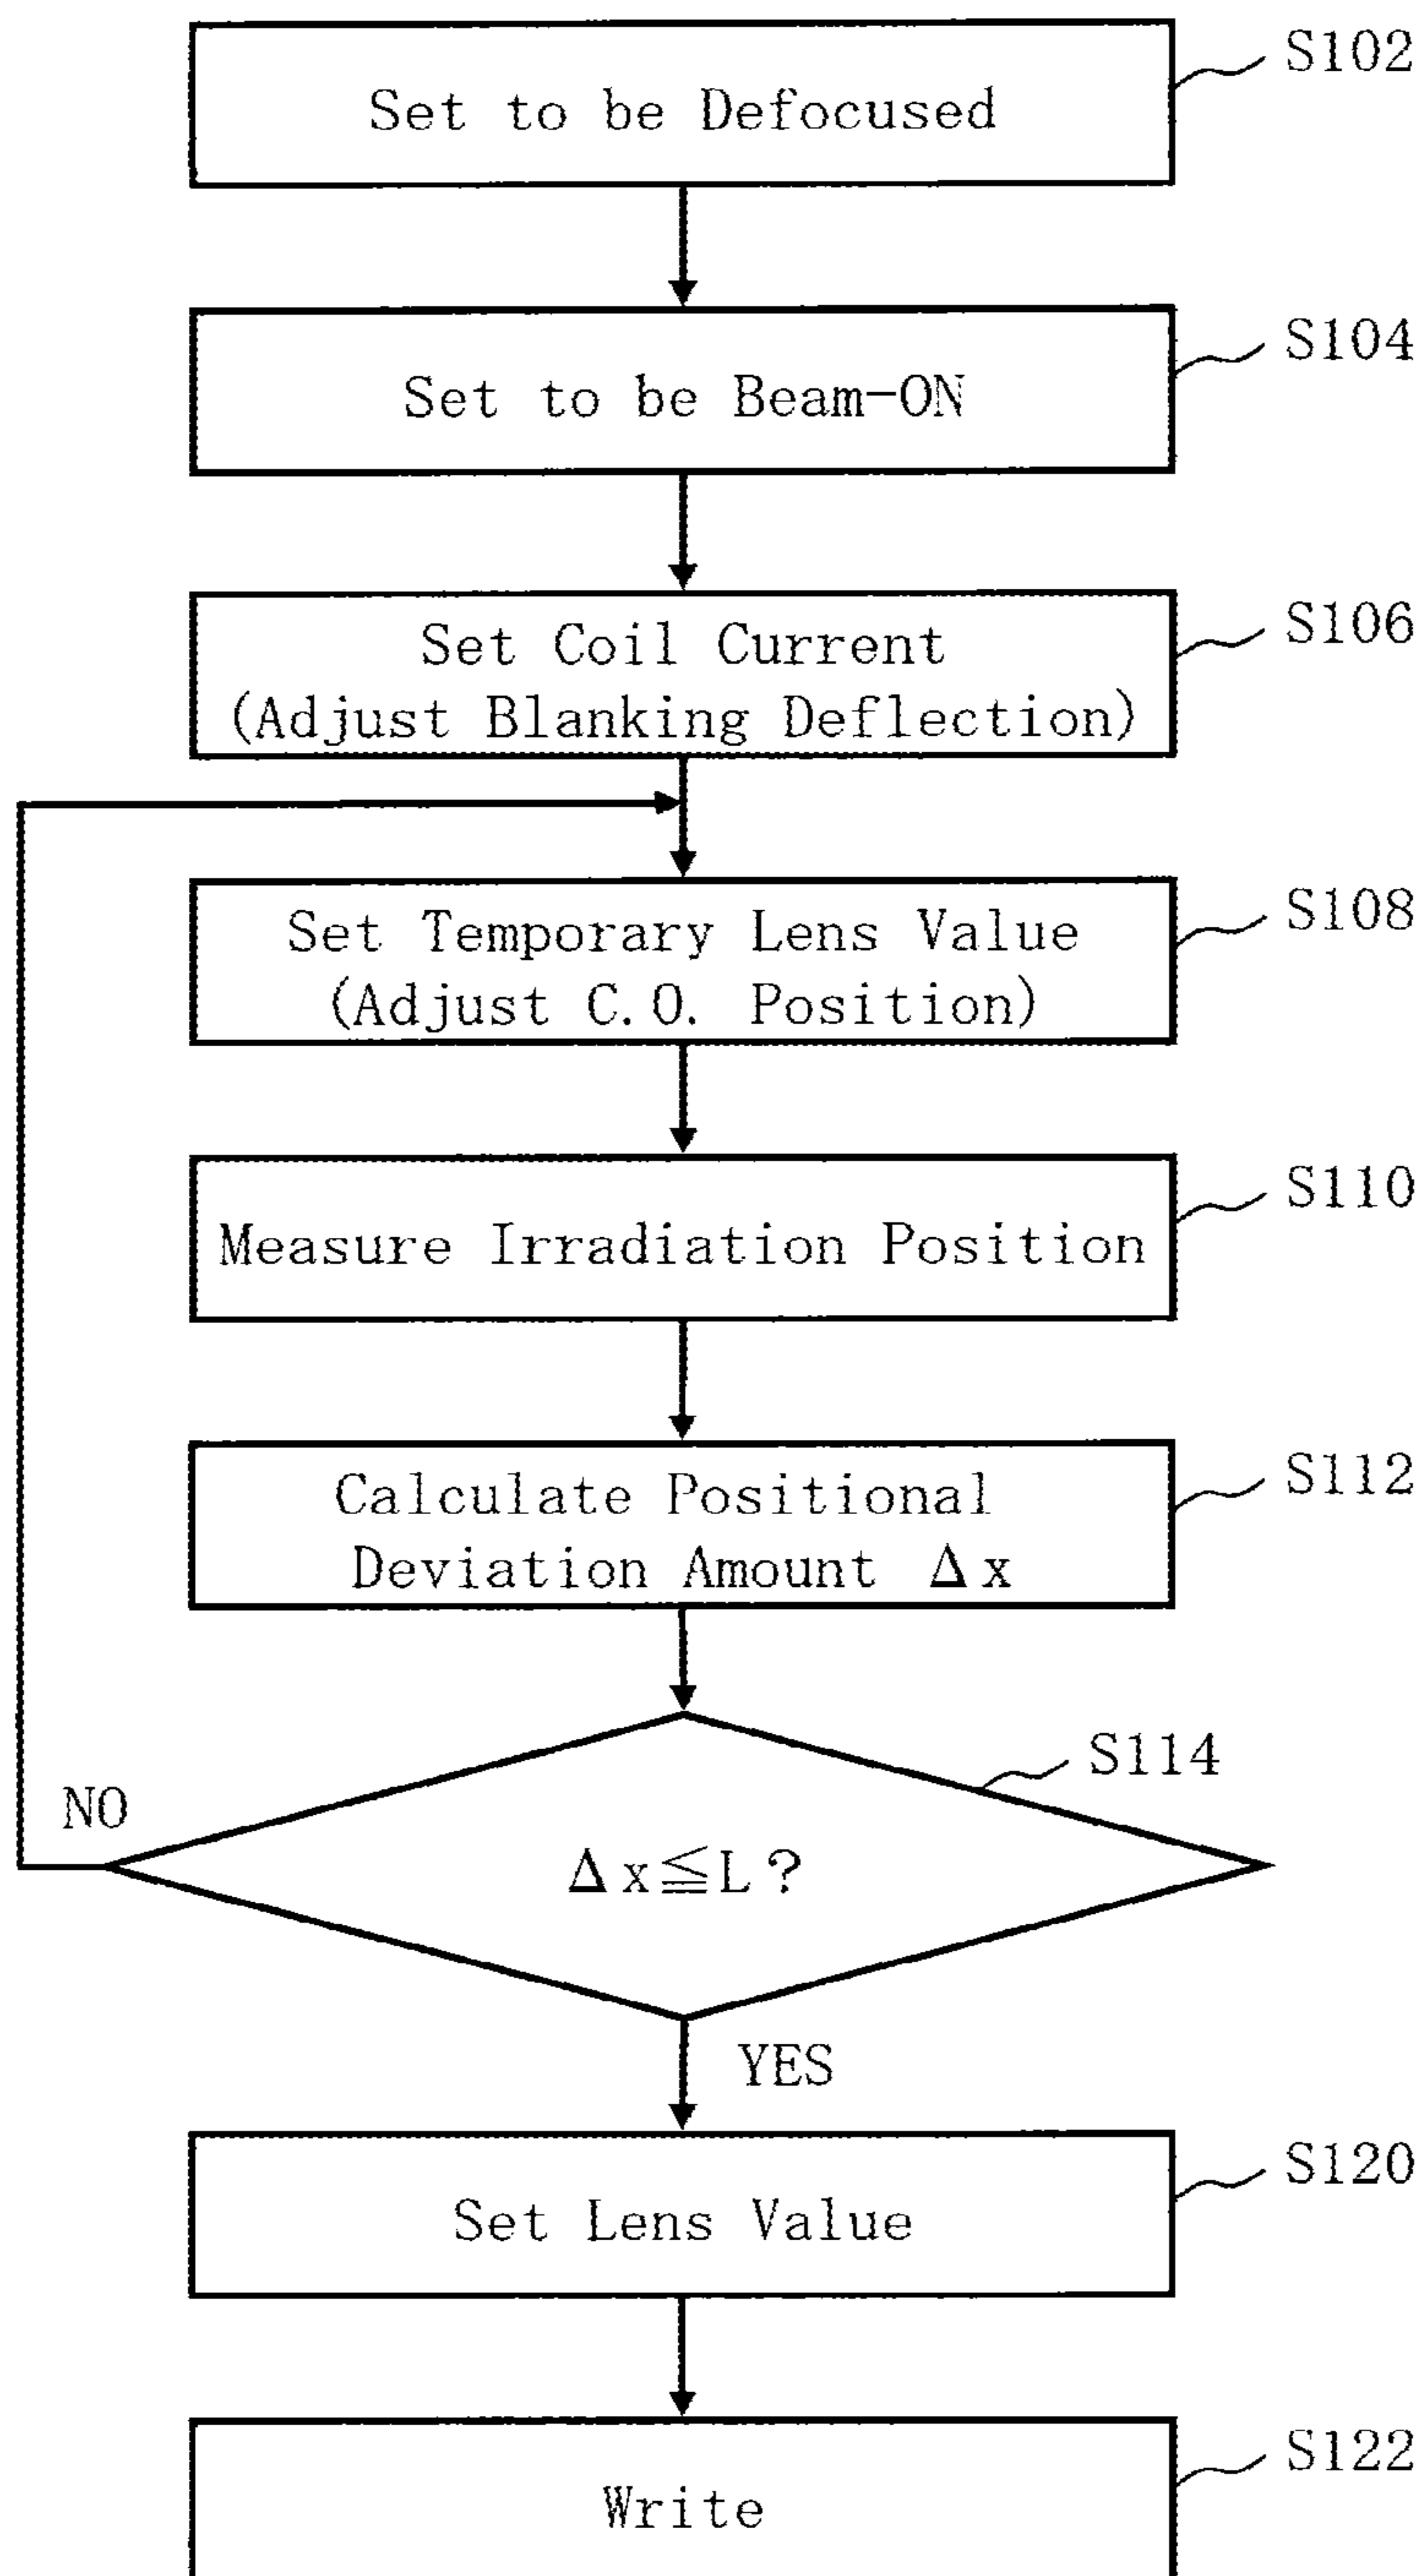 S102
Set to be Defocused
S104
Set to be Beam-ON
S106
Set Coil Current
(Adjust Blanking Deflection)
S108
Set Temporary Lens Value
(Adjust C.O. Position)
S110
Measure Irradiation Position
S112
Calculate Positional
Deviation Amount Δx
S114
NO
Δx≦L?
YES
S120
Set Lens Value
S122
Write